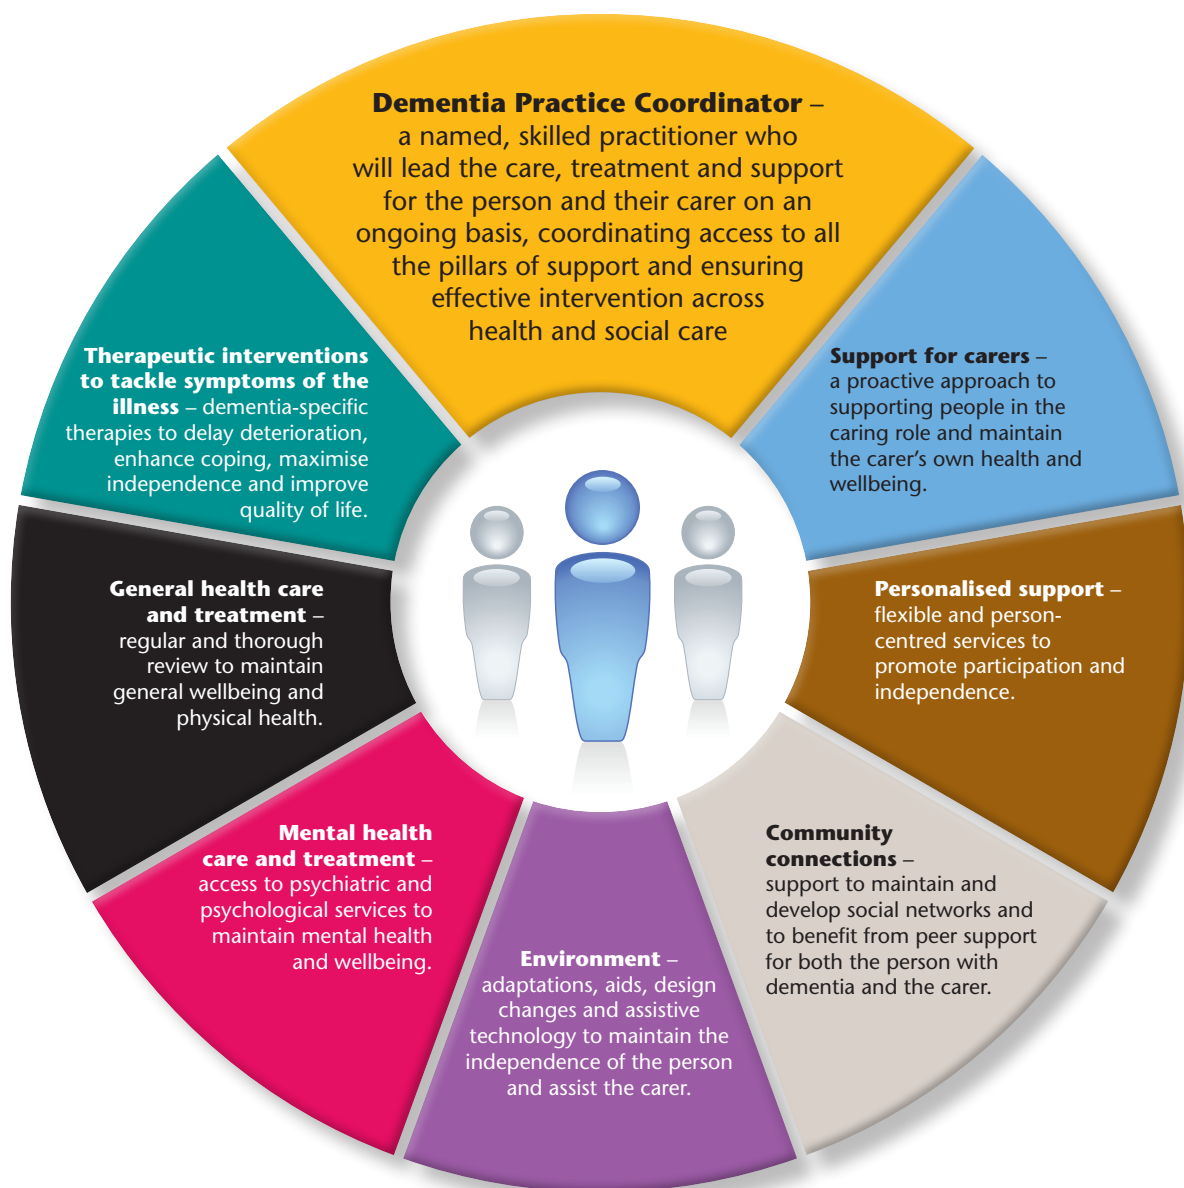 Dementia Practice Coordinator –
a named, skilled practitioner who
will lead the care, treatment and support
for the person and their carer on an
ongoing basis, coordinating access to all
the pillars of support and ensuring
effective intervention across
health and social care
Support for carers –
a proactive approach to
supporting people in the
caring role and maintain
the carer's own health and
wellbeing.
Personalised support –
flexible and person-
centred services to
promote participation and
independence.
Community
connections –
support to maintain and
develop social networks and
to benefit from peer support
for both the person with
dementia and the carer.
Environment –
adaptations, aids, design
changes and assistive
technology to maintain the
independence of the person
and assist the carer.
Mental health
care and treatment –
access to psychiatric and
psychological services to
maintain mental health
and wellbeing.
General health care
and treatment –
regular and thorough
review to maintain
general wellbeing and
physical health.
Therapeutic interventions
to tackle symptoms of the
illness – dementia-specific
therapies to delay deterioration,
enhance coping, maximise
independence and improve
quality of life.